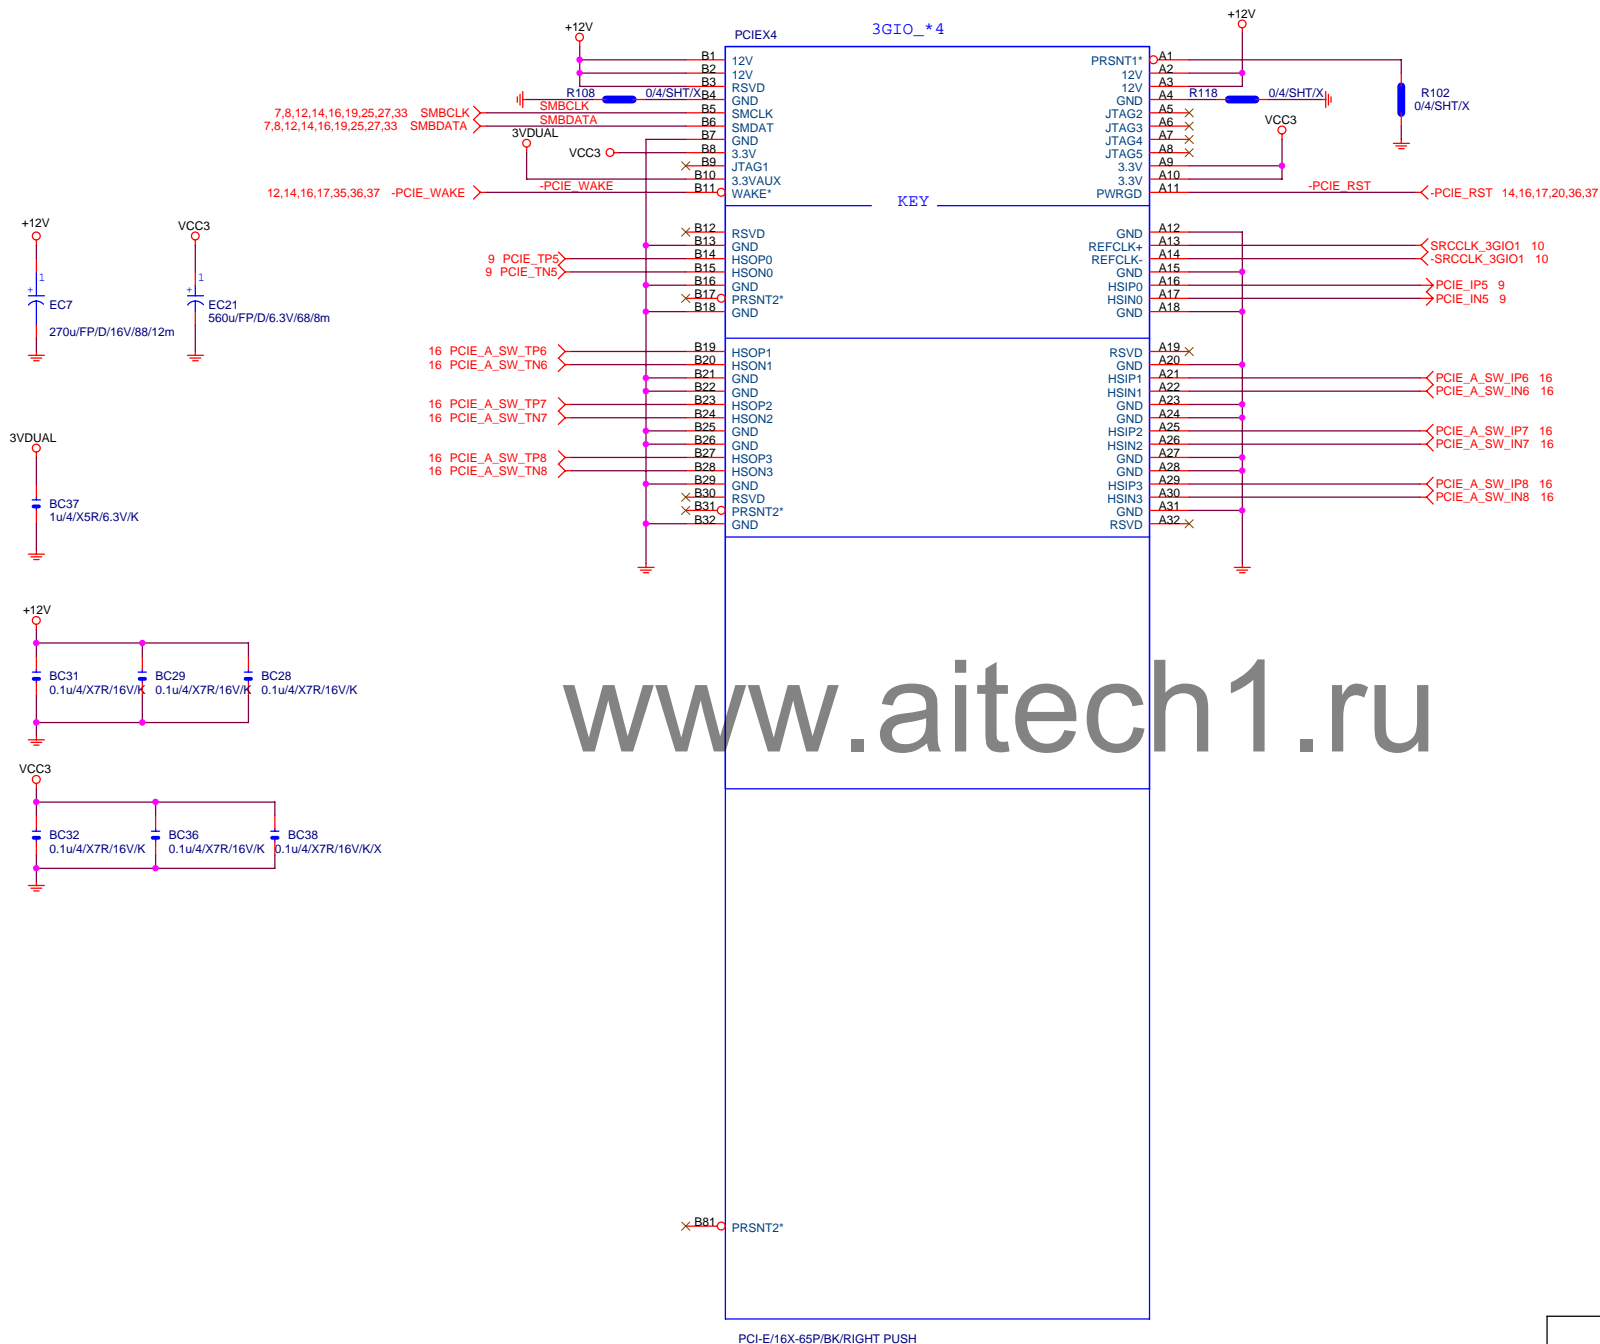 3GIO_*4
PCIEX4
+12V
+12V
B1 12V
B2 12V
B3 RSVD
B4 GND
B5 SMCLK
B6 SMDAT
B7 GND
B8 3.3V
B9 JTAG1
B10 3.3VAUX
B11 WAKE*
PRSNT1* A1
12V A2
12V A3
GND A4
JTAG2 A5
JTAG3 A6
JTAG4 A7
JTAG5 A8
3.3V A9
3.3V A10
PWRGD A11
R108 0/4/SHT/X
R118 0/4/SHT/X
R102
0/4/SHT/X
7,8,12,14,16,19,25,27,33 SMBCLK SMBCLK
7,8,12,14,16,19,25,27,33 SMBDATA SMBDATA
3VDUAL
VCC3
VCC3
12,14,16,17,35,36,37 -PCIE_WAKE -PCIE_WAKE
-PCIE_RST -PCIE_RST 14,16,17,20,36,37
KEY
B12 RSVD
B13 GND
B14 HSOP0
B15 HSON0
B16 GND
B17 PRSNT2*
B18 GND
GND A12
REFCLK+ A13
REFCLK- A14
GND A15
HSIP0 A16
HSIN0 A17
GND A18
9 PCIE_TP5
9 PCIE_TN5
SRCCLK_3GIO1 10
-SRCCLK_3GIO1 10
PCIE_IP5 9
PCIE_IN5 9
B19 HSOP1
B20 HSON1
B21 GND
B22 GND
B23 HSOP2
B24 HSON2
B25 GND
B26 GND
B27 HSOP3
B28 HSON3
B29 GND
B30 RSVD
B31 PRSNT2*
B32 GND
RSVD A19
GND A20
HSIP1 A21
HSIN1 A22
GND A23
GND A24
HSIP2 A25
HSIN2 A26
GND A27
GND A28
HSIP3 A29
HSIN3 A30
GND A31
RSVD A32
16 PCIE_A_SW_TP6
16 PCIE_A_SW_TN6
16 PCIE_A_SW_TP7
16 PCIE_A_SW_TN7
16 PCIE_A_SW_TP8
16 PCIE_A_SW_TN8
PCIE_A_SW_IP6 16
PCIE_A_SW_IN6 16
PCIE_A_SW_IP7 16
PCIE_A_SW_IN7 16
PCIE_A_SW_IP8 16
PCIE_A_SW_IN8 16
+12V
1
+
EC7
270u/FP/D/16V/88/12m
VCC3
1
+
EC21
560u/FP/D/6.3V/68/8m
3VDUAL
BC37
1u/4/X5R/6.3V/K
+12V
BC31
0.1u/4/X7R/16V/K
BC29
0.1u/4/X7R/16V/K
BC28
0.1u/4/X7R/16V/K
VCC3
BC32
0.1u/4/X7R/16V/K
BC36
0.1u/4/X7R/16V/K
BC38
0.1u/4/X7R/16V/K/X
www.aitech1.ru
B81 PRSNT2*
PCI-E/16X-65P/BK/RIGHT PUSH